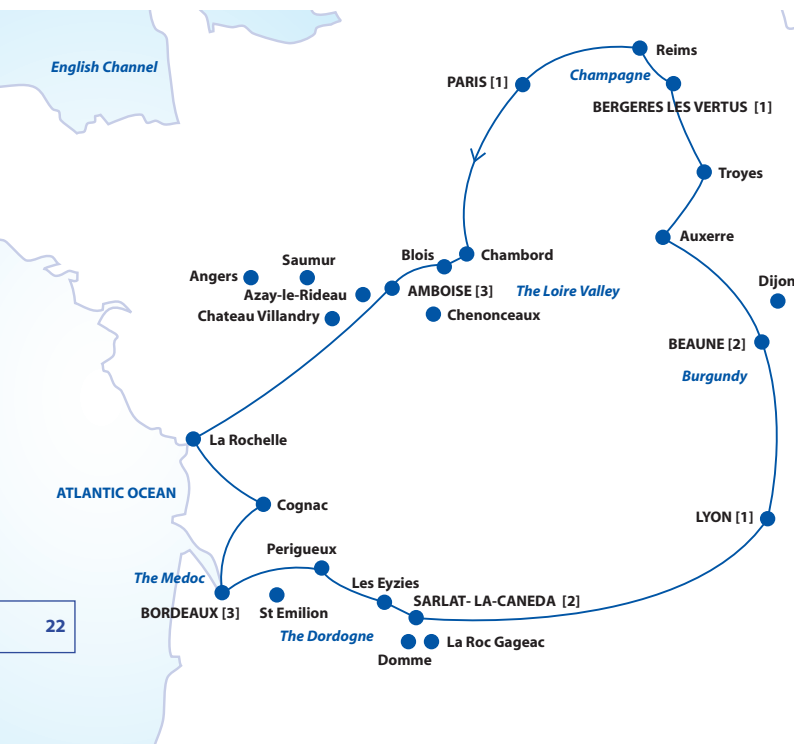 Reims
English Channel
Champagne
PARIS [1]
BERGERES LES VERTUS [1]
Troyes
Auxerre
Blois
Chambord
Saumur
Angers
Dijon
Azay-le-Rideau
AMBOISE [3]
The Loire Valley
Chateau Villandry
Chenonceaux
BEAUNE [2]
Burgundy
La Rochelle
ATLANTIC OCEAN
Cognac
LYON [1]
Perigueux
The Medoc
Les Eyzies
SARLAT- LA-CANEDA [2]
BORDEAUX [3]
St Emilion
22
The Dordogne
La Roc Gageac
Domme